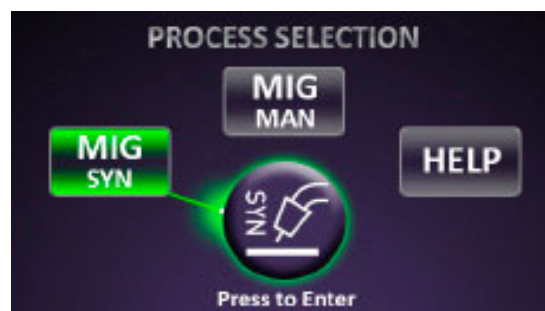 PROCESS SELECTION
MIG
MAN
MIG
SYN
HELP
SYN
Press to Enter